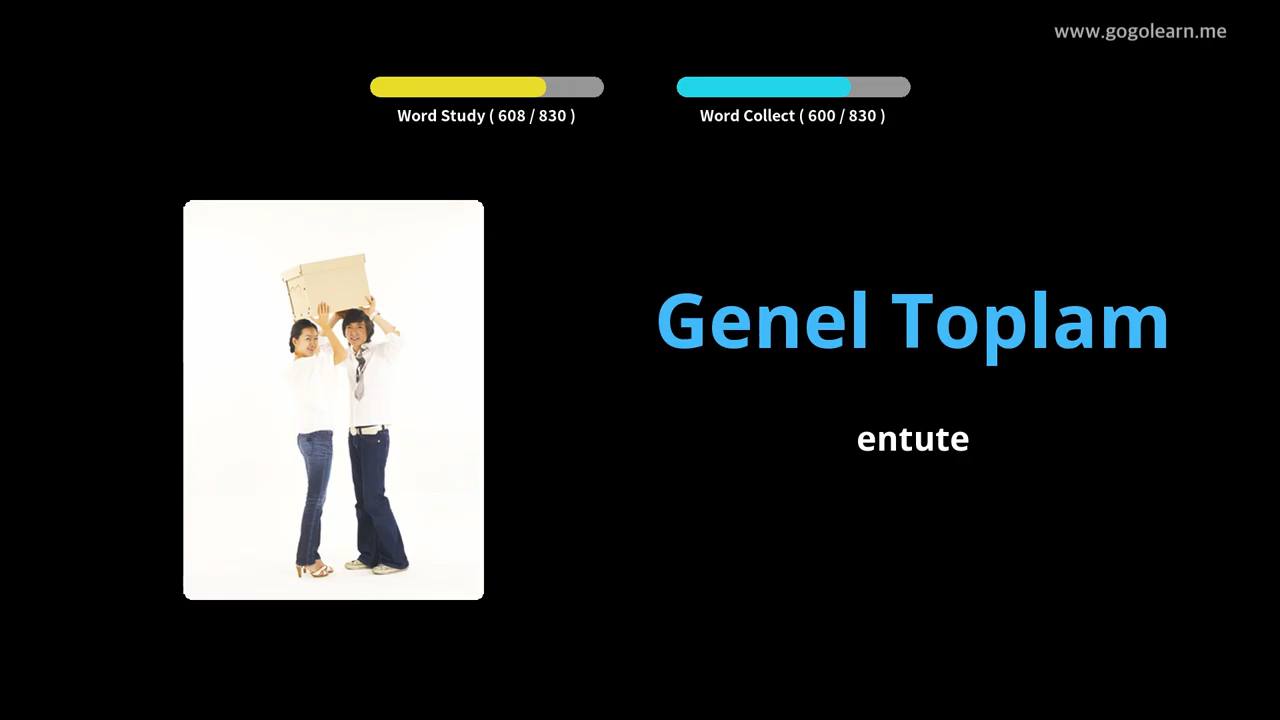 www.gogolearn.me
Word Study ( 608 / 830 )
Word Collect ( 600 / 830 )
Genel Toplam
entute